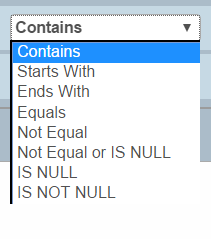 Contains ▼
Contains
Starts With
Ends With
Equals
Not Equal
Not Equal or IS NULL
IS NULL
IS NOT NULL